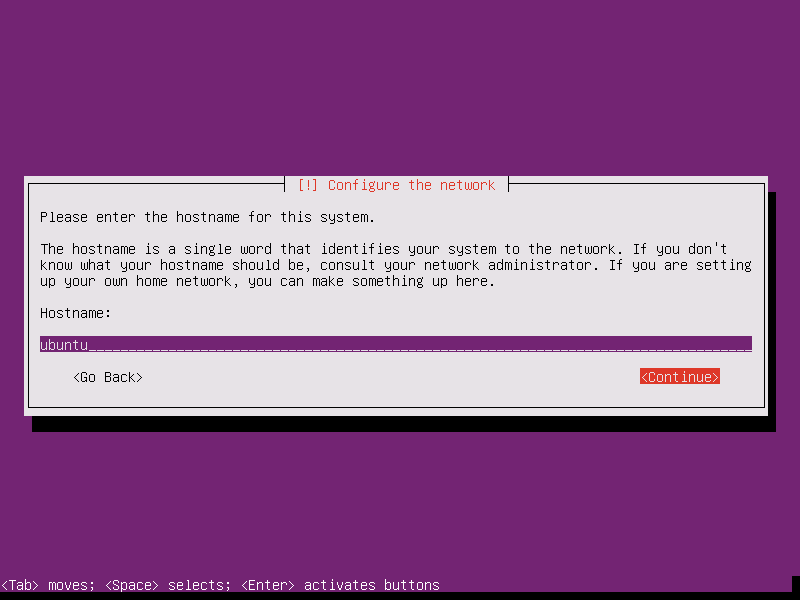 [!] Configure the network
Please enter the hostname for this system.
The hostname is a single word that identifies your system to the network. If you don't
know what your hostname should be, consult your network administrator. If you are setting
up your own home network, you can make something up here.
Hostname:
ubuntu
<Go Back>
<Continue>
<Tab> moves; <Space> selects; <Enter> activates buttons